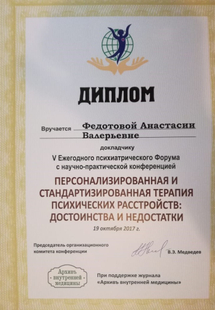 ДИПЛОМ
Вручается Федотовой Анастасии
Валерьевне
докладчику
V Ежегодного психиатрического Форума
с научно-практической конференцией
ПЕРСОНАЛИЗИРОВАННАЯ И
СТАНДАРТИЗИРОВАННАЯ ТЕРАПИЯ
ПСИХИЧЕСКИХ РАССТРОЙСТВ:
ДОСТОИНСТВА И НЕДОСТАТКИ
19 октября 2017 г.
Председатель организационного
комитета конференции
В.Э. Медведев
Архивъ
внутренней
медицины
При поддержке журнала
«Архивъ внутренней медицины»